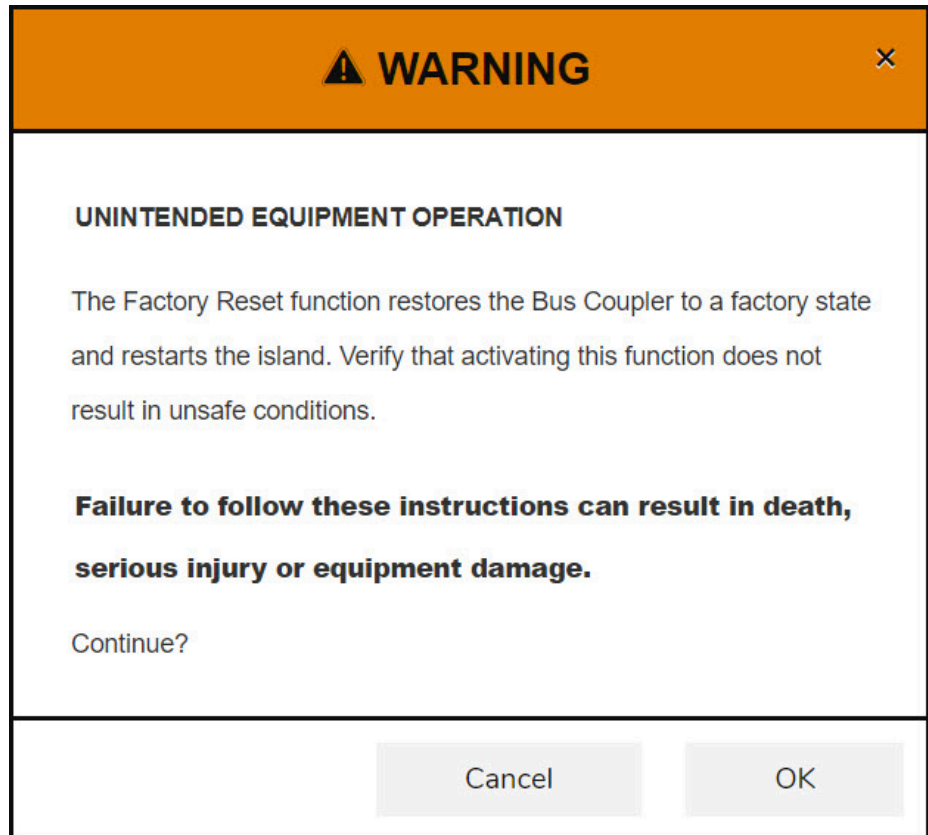 WARNING
×
UNINTENDED EQUIPMENT OPERATION
The Factory Reset function restores the Bus Coupler to a factory state
and restarts the island. Verify that activating this function does not
result in unsafe conditions.
Failure to follow these instructions can result in death,
serious injury or equipment damage.
Continue?
Cancel OK